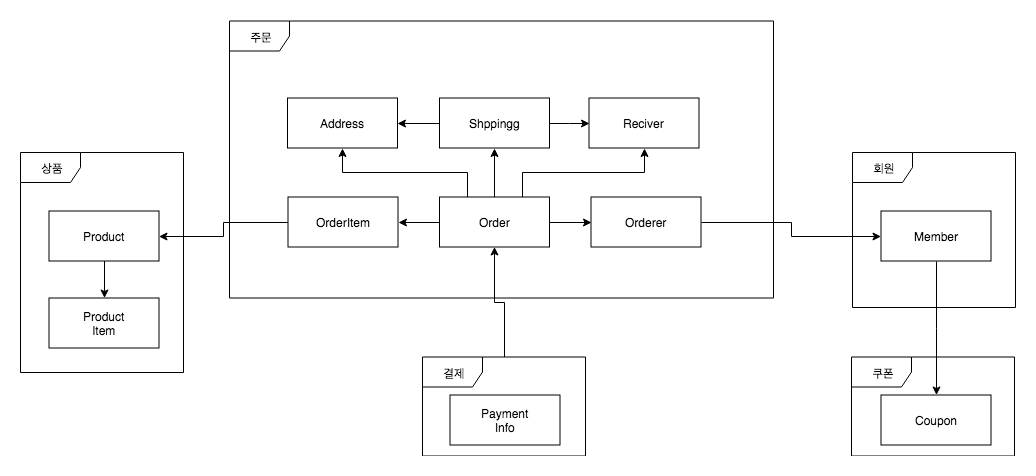 주문
Address
Shppingg
Reciver
상품
회원
Product
OrderItem
Order
Orderer
Member
Product
Item
결제
쿠폰
Payment
Info
Coupon